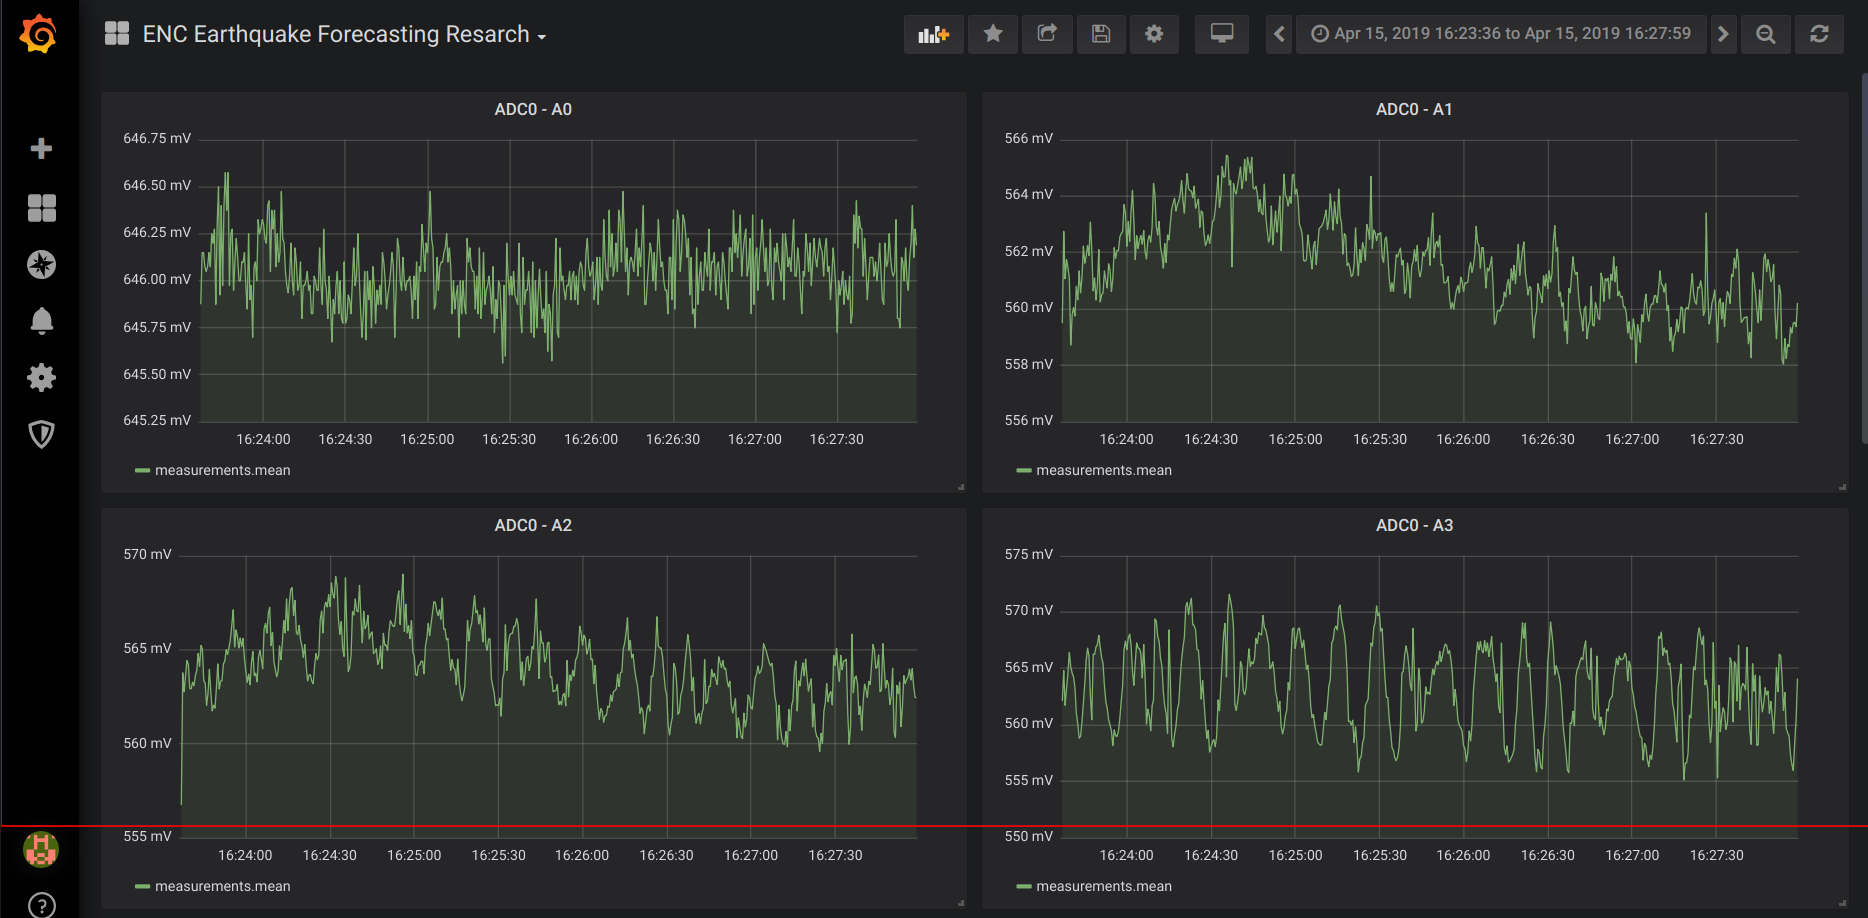 ENC Earthquake Forecasting Resarch
Apr 15, 2019 16:23:36 to Apr 15, 2019 16:27:59
ADC0 - A0
646.75 mV
646.50 mV
646.25 mV
646.00 mV
645.75 mV
645.50 mV
645.25 mV
16:24:00 16:24:30 16:25:00 16:25:30 16:26:00 16:26:30 16:27:00 16:27:30
measurements.mean
ADC0 - A1
566 mV
564 mV
562 mV
560 mV
558 mV
556 mV
16:24:00 16:24:30 16:25:00 16:25:30 16:26:00 16:26:30 16:27:00 16:27:30
measurements.mean
ADC0 - A2
570 mV
565 mV
560 mV
555 mV
16:24:00 16:24:30 16:25:00 16:25:30 16:26:00 16:26:30 16:27:00 16:27:30
measurements.mean
ADC0 - A3
575 mV
570 mV
565 mV
560 mV
555 mV
550 mV
16:24:00 16:24:30 16:25:00 16:25:30 16:26:00 16:26:30 16:27:00 16:27:30
measurements.mean